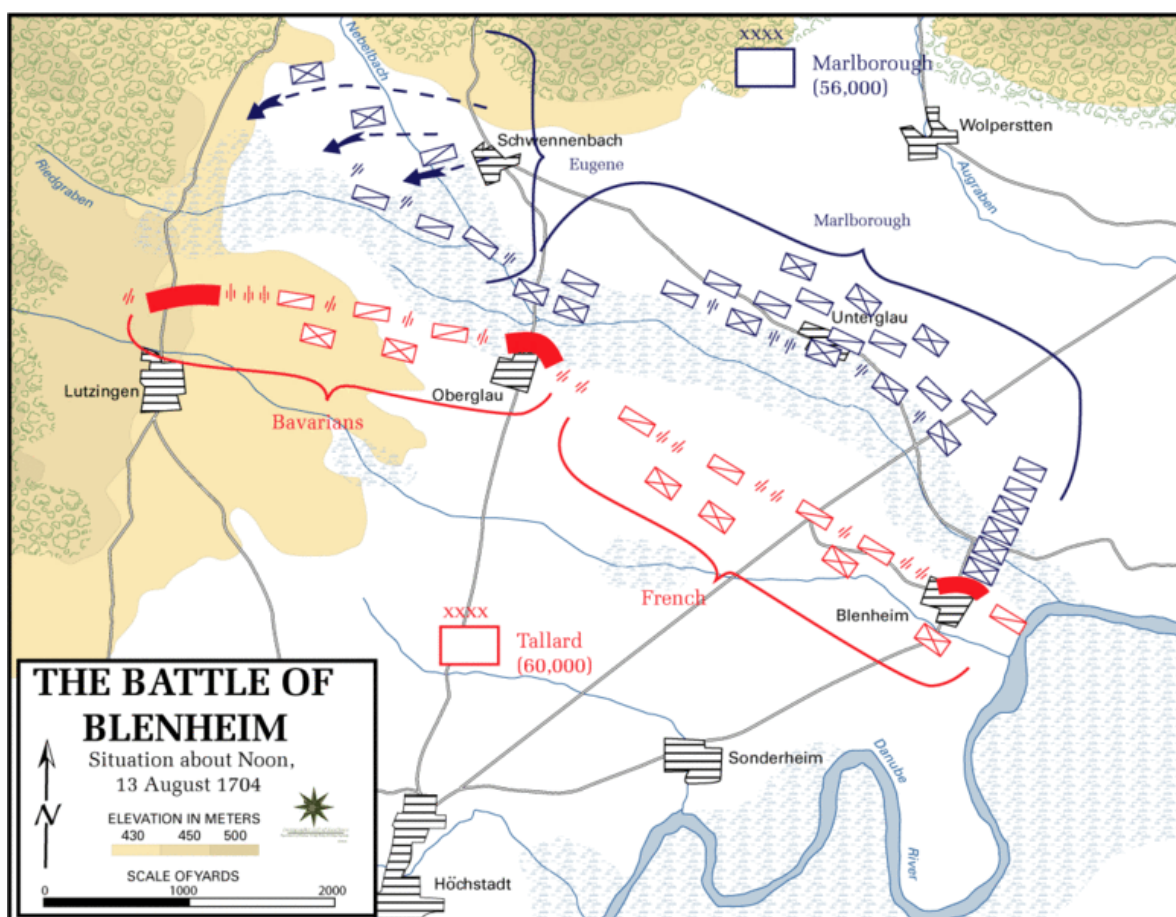 Nebelbach
xxxx
Marlborough
(56,000)
Wolperstten
Schwennenbach
Eugene
Augraben
Riedgraben
Marlborough
Unterglau
Lutzingen
Oberglau
Bavarians
French
Blenheim
xxxx
Tallard
(60,000)
THE BATTLE OF
BLENHEIM
Situation about Noon,
13 August 1704
N
ELEVATION IN METERS
430 450 500
SCALE OF YARDS
0 1000 2000
Sonderheim
Danube
River
Höchstadt